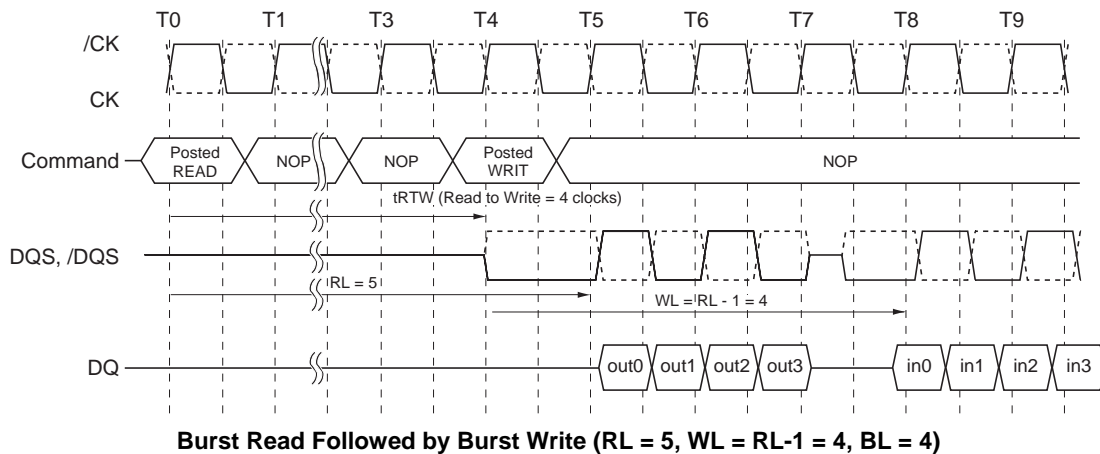 T0 T1 T3 T4 T5 T6 T7 T8 T9
/CK
CK
Command Posted READ NOP NOP Posted WRIT NOP
tRTW (Read to Write = 4 clocks)
DQS, /DQS
RL = 5
WL = RL - 1 = 4
DQ out0 out1 out2 out3 in0 in1 in2 in3
Burst Read Followed by Burst Write (RL = 5, WL = RL-1 = 4, BL = 4)